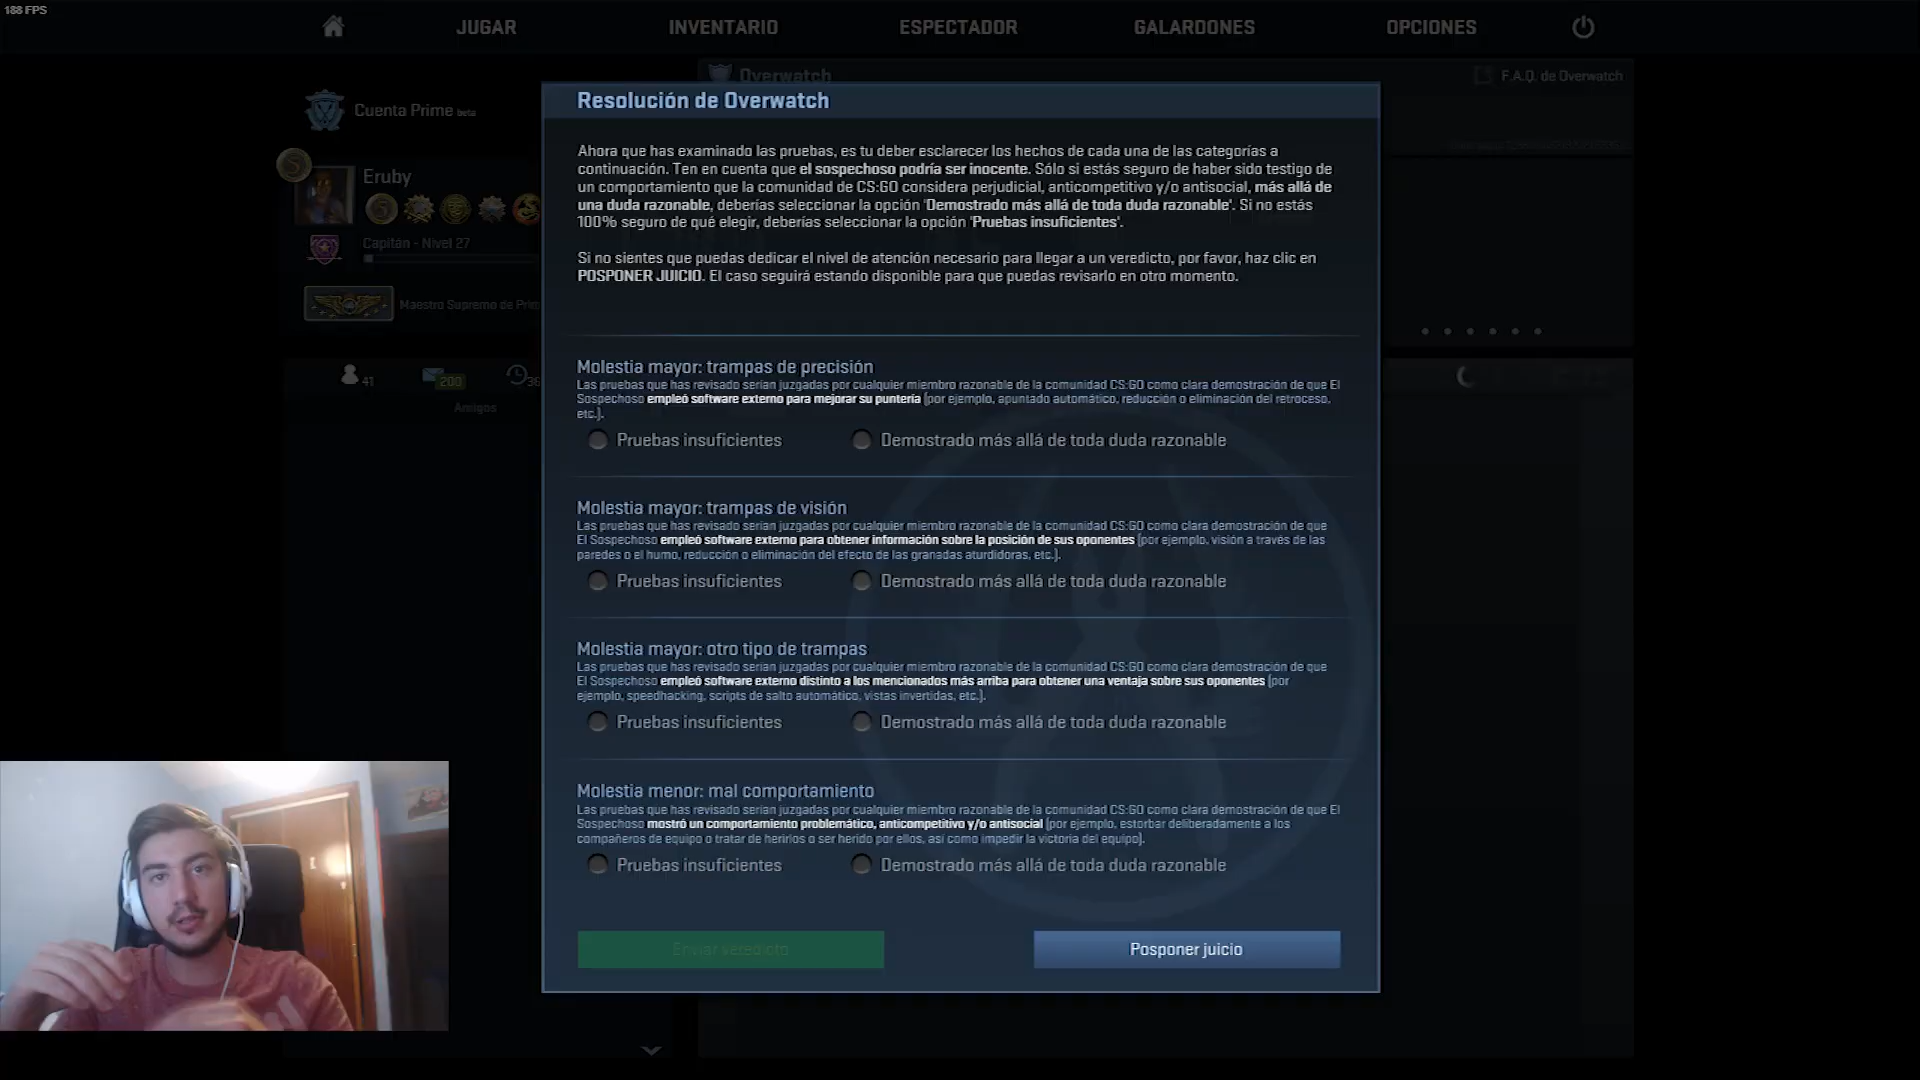 188 FPS
JUGAR
INVENTARIO
ESPECTADOR
GALARDONES
OPCIONES
Overwatch
F.A.Q. de Overwatch
Cuenta Prime beta
Eruby
Capitán - Nivel 27
Maestro Supremo de Prim
41
200
36
Amigos
Resolución de Overwatch
Ahora que has examinado las pruebas, es tu deber esclarecer los hechos de cada una de las categorías a
continuación. Ten en cuenta que el sospechoso podría ser inocente. Sólo si estás seguro de haber sido testigo de
un comportamiento que la comunidad de CS:GO considera perjudicial, anticompetitivo y/o antisocial, más allá de
una duda razonable, deberías seleccionar la opción 'Demostrado más allá de toda duda razonable'. Si no estás
100% seguro de qué elegir, deberías seleccionar la opción 'Pruebas insuficientes'.
Si no sientes que puedas dedicar el nivel de atención necesario para llegar a un veredicto, por favor, haz clic en
POSPONER JUICIO. El caso seguirá estando disponible para que puedas revisarlo en otro momento.
Molestia mayor: trampas de precisión
Las pruebas que has revisado serían juzgadas por cualquier miembro razonable de la comunidad CS:GO como clara demostración de que El
Sospechoso empleó software externo para mejorar su puntería (por ejemplo, apuntado automático, reducción o eliminación del retroceso,
etc.).
Pruebas insuficientes
Demostrado más allá de toda duda razonable
Molestia mayor: trampas de visión
Las pruebas que has revisado serían juzgadas por cualquier miembro razonable de la comunidad CS:GO como clara demostración de que
El Sospechoso empleó software externo para obtener información sobre la posición de sus oponentes (por ejemplo, visión a través de las
paredes o el humo, reducción o eliminación del efecto de las granadas aturdidoras, etc.).
Pruebas insuficientes
Demostrado más allá de toda duda razonable
Molestia mayor: otro tipo de trampas
Las pruebas que has revisado serían juzgadas por cualquier miembro razonable de la comunidad CS:GO como clara demostración de que
El Sospechoso empleó software externo distinto a los mencionados más arriba para obtener una ventaja sobre sus oponentes (por
ejemplo, speedhacking, scripts de salto automático, vistas invertidas, etc.).
Pruebas insuficientes
Demostrado más allá de toda duda razonable
Molestia menor: mal comportamiento
Las pruebas que has revisado serían juzgadas por cualquier miembro razonable de la comunidad CS:GO como clara demostración de que El
Sospechoso mostró un comportamiento problemático, anticompetitivo y/o antisocial (por ejemplo, estorbar deliberadamente a los
compañeros de equipo o tratar de herirlos o ser herido por ellos, así como impedir la victoria del equipo).
Pruebas insuficientes
Demostrado más allá de toda duda razonable
Enviar veredicto
Posponer juicio